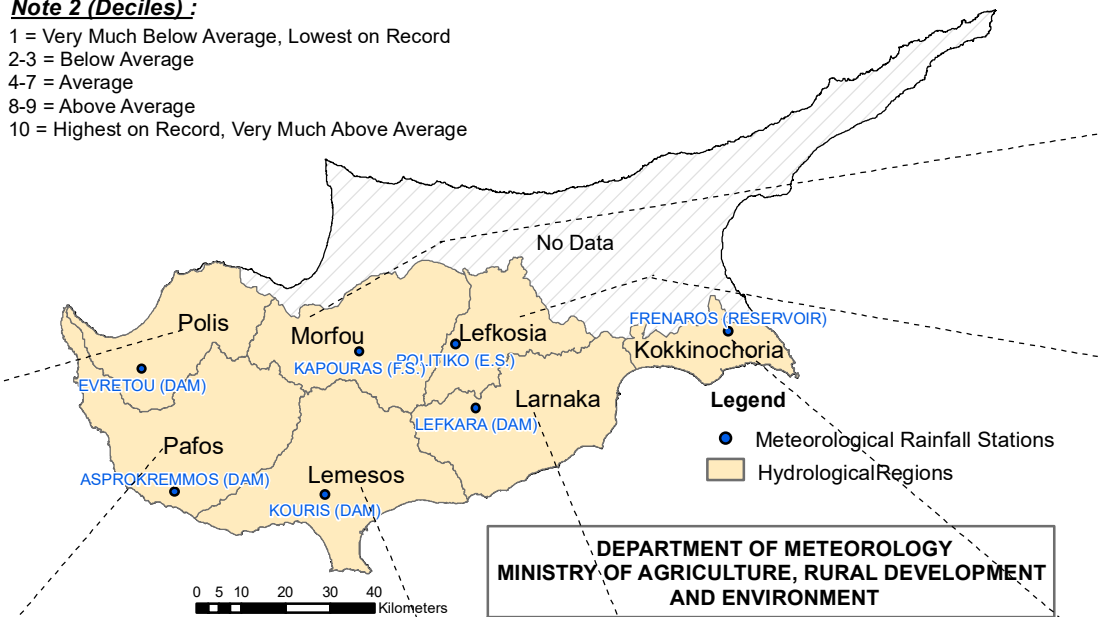 Note 2 (Deciles) :
1 = Very Much Below Average, Lowest on Record
2-3 = Below Average
4-7 = Average
8-9 = Above Average
10 = Highest on Record, Very Much Above Average
No Data
Polis
Morfou
Lefkosia
FRENAROS (RESERVOIR)
Kokkinochoria
EVRETOU (DAM)
KAPOURAS (F.S.)
POLITIKO (E.S.)
Larnaka
LEFKARA (DAM)
Pafos
ASPROKREMMOS (DAM)
Lemesos
KOURIS (DAM)
Legend
Meteorological Rainfall Stations
HydrologicalRegions
0 5 10 20 30 40
Kilometers
DEPARTMENT OF METEOROLOGY
MINISTRY OF AGRICULTURE, RURAL DEVELOPMENT
AND ENVIRONMENT